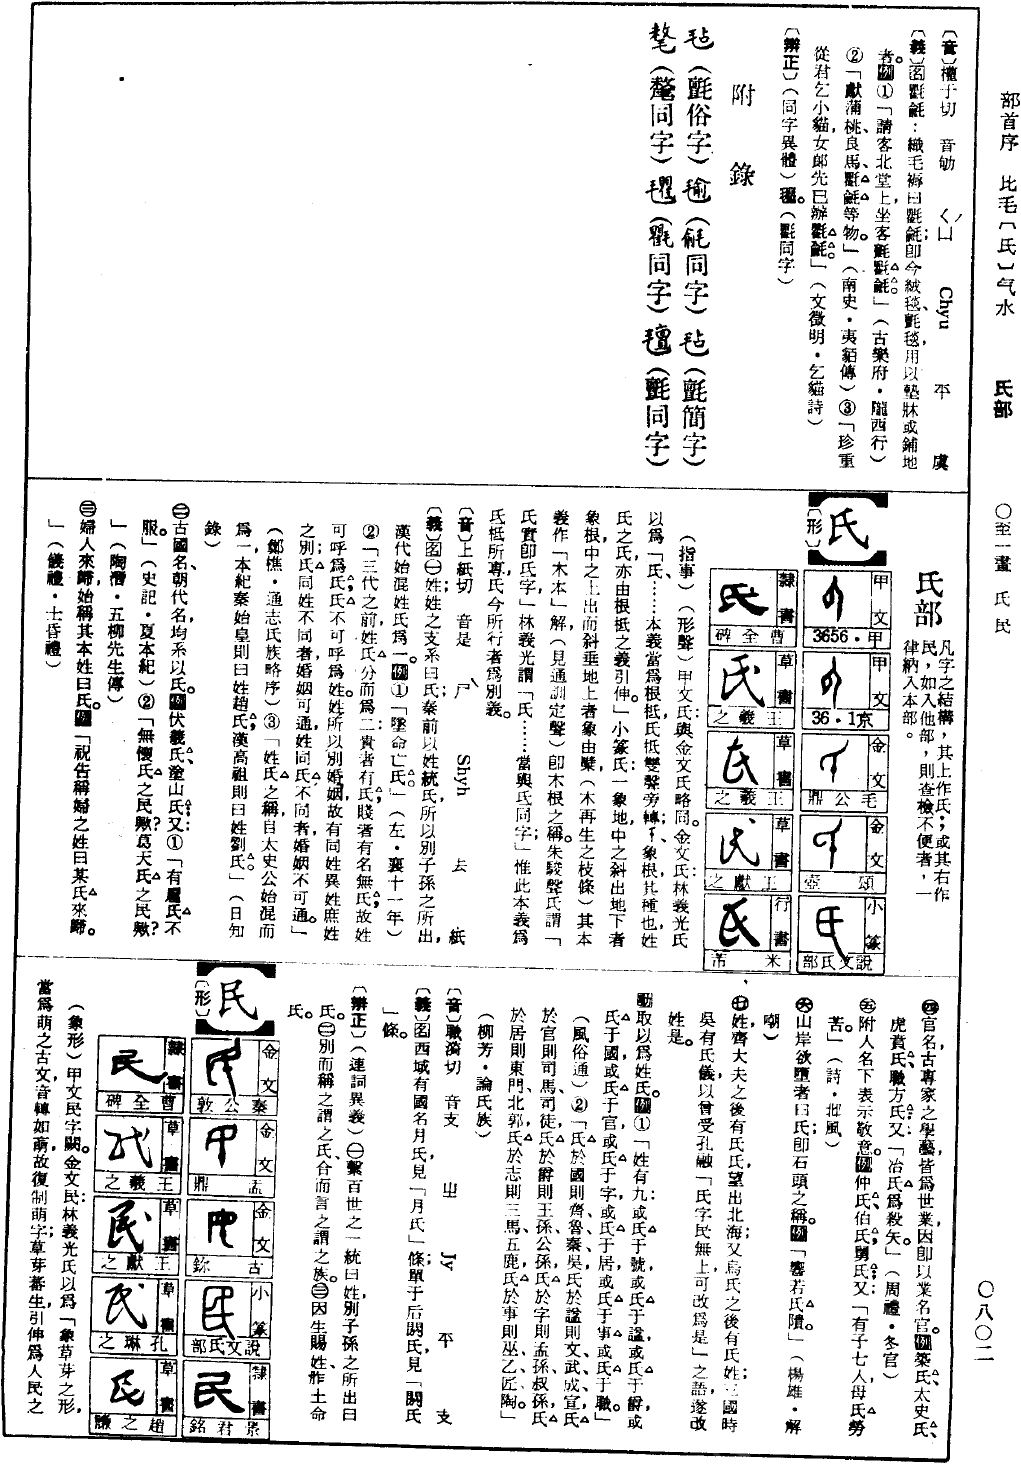 部首序　比毛〔氏〕气水　氏部　〇至一畫　氏民　〇八〇二
〔音〕權于切　音劬　ㄑㄩˊ　Chyu　平　虞
〔義〕名氍毹：織毛褥曰氍毹；卽今絨毯、氈毯，用以墊牀或鋪地
者。例①「請客北堂上，坐客氈氍毹。」（古樂府・隴西行）
②「獻蒲桃、良馬、氍毹等物。」（南史・夷貊傳）③「珍重
從君乞小貓，女郎先已辦氍毹。」（文徵明・乞貓詩）
〔辨正〕（同字異體）氍。（氍同字）
附錄
毡（氈俗字）毹（毹同字）毡（氈簡字）
氂（氂同字）氍（氍同字）氈（氈同字）
氏部　凡字之結構，其上作氏；或其右作
民，如入他部，則查檢不便者，一
律納入本部。
氏〔形〕
甲文　3656・甲
甲文　36・1京
金文　鼎公毛
金文　壺頌
小篆　部氏文說
隸書　碑全曹
草書　之羲王
草書　之羲王
草書　之獻王
行書　芾米
（指事）（形聲）甲文氏與金文氏略同。金文氏林義光氏
以爲「氏……本義當爲根柢，氏柢雙聲旁轉，象根，其種也，姓
氏之氏，亦由根柢之義引伸。」小篆氏：一象地，中之斜出地下者
象根，中之上出而斜垂地上者象由櫱（木再生之枝條）；其本
義作「木本」解（見通訓定聲）卽木根之稱。朱駿聲氏謂「
氏實卽氐字」林義光謂「氏……當與氐同字」；惟此本義爲
氐柢所專，氏今所行者爲別義。
〔音〕上紙切　音是　ㄕˋ　Shyh　去　紙
〔義〕名㊀姓：姓之支系曰氏；秦前以姓統氏；氏所以別子孫之所出，
漢代始混姓氏爲一。例①「墜命亡氏。」（左・襄十一年）
②「三代之前，姓氏分而爲二；貴者有氏，賤者有名無氏；故姓
可呼爲氏，氏不可呼爲姓。姓所以別婚姻，故有同姓異姓庶姓
之別；氏同姓不同者，婚姻可通，姓同氏不同者，婚姻不可通。」
（鄭樵・通志氏族略序）③「姓氏之稱，自太史公始混而
爲一，本紀秦始皇則曰姓趙氏，漢高祖則曰姓劉氏。」（日知
錄）
㊁古國名、朝代名，均系以氏。例伏羲氏、塗山氏；又：①「有扈氏不
服。」（史記・夏本紀）②「無懷氏之民歟？葛天氏之民歟？
」（陶潛・五柳先生傳）
㊂婦人來歸，始稱其本姓曰氏。例「祝告稱婦之姓曰某氏來歸。
」（儀禮・士昏禮）
㊃官名：古專家之學藝皆爲世業，因卽以業名官。例築氏、太史氏、
虎賁氏、職方氏；又：「冶氏爲殺矢」（周禮・冬官）
㊄附人名下表示敬意。例仲氏、伯氏、舅氏；又：「有子七人，母氏勞
苦。」（詩・邶風）
㊅山岸欲墮者曰氏；卽石頭之稱。例「響若氏隤。」（楊雄・解
嘲）
㊆姓：齊大夫之後有氏氏，望出北海；又烏氏之後有氏姓；三國時
吳有氏儀，以曾受孔融「氏字民無上，可改爲是」之語，遂改
姓是。
動取以爲姓氏。例①「姓有九：或氏于號，或氏于諡，或氏于爵，或
氏于國，或氏于官，或氏于字，或氏于居，或氏于事，或氏于職。」
（風俗通）②「氏於國則齊魯秦吳，氏於諡則文武成宣，氏
於官則司馬司徒，氏於爵則王孫公孫，氏於字則孟孫叔孫，氏
於居則東門、北郭，氏於志則三馬五鹿，氏於事則巫乙匠陶。」
（柳芳・論氏族）
〔音〕職淄切　音支　ㄓ　Jy　平　支
〔義〕名西域有國名月氏，見「月氏」條；單于后閼氏，見「閼氏
」條。
〔辨正〕（連詞異義）㊀繫百世之一統曰姓，別子孫之所出曰
氏。㊁別而稱之謂之氏，合而言之謂之族。㊂因生賜姓，胙土命
氏。
民〔形〕
金文　敦公秦
金文　鼎盂
金文　鉨古
小篆　部民文說
隸書　銘君景
隸書　碑全曹
草書　之羲王
草書　之獻王
草書　之琳孔
草書　之謙趙
（象形）甲文民字闕。金文民：林義光氏以爲「象草芽之形，
當爲萌之古文；音轉如萌，故復制萌字；草芽蕃生，引伸爲人民之